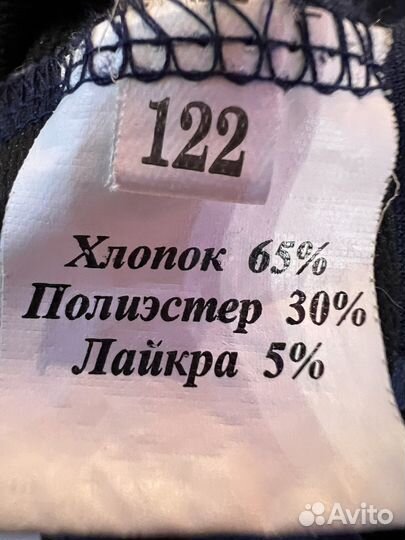 122
Хлопок 65%
Полиэстер 30%
Лайкра 5%
Avito